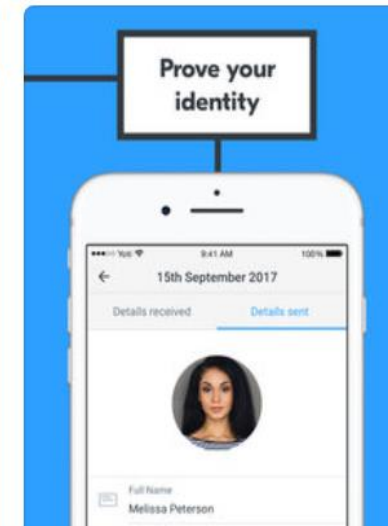 Prove your
identity
Yoti 9:41 AM 100%
15th September 2017
Details received Details sent
Full Name
Melissa Peterson